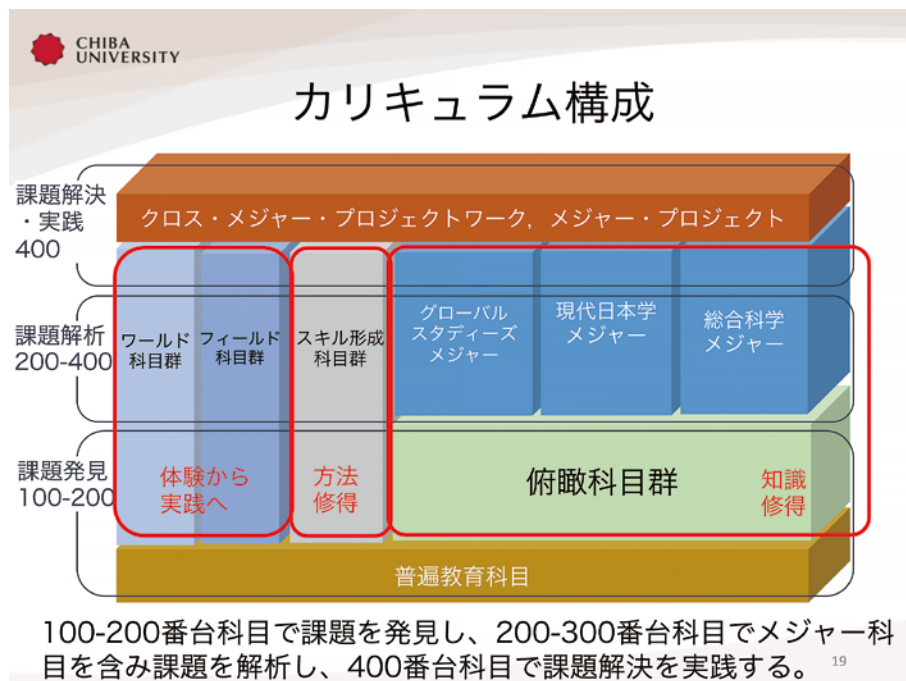 CHIBA
UNIVERSITY
カリキュラム構成
課題解決
・実践
400
クロス・メジャー・プロジェクトワーク，メジャー・プロジェクト
課題解析
200-400
ワールド
科目群
フィールド
科目群
スキル形成
科目群
グローバル
スタディーズ
メジャー
現代日本学
メジャー
総合科学
メジャー
課題発見
100-200
体験から
実践へ
方法
修得
俯瞰科目群
知識
修得
普遍教育科目
100-200番台科目で課題を発見し、200-300番台科目でメジャー科
目を含み課題を解析し、400番台科目で課題解決を実践する。
19